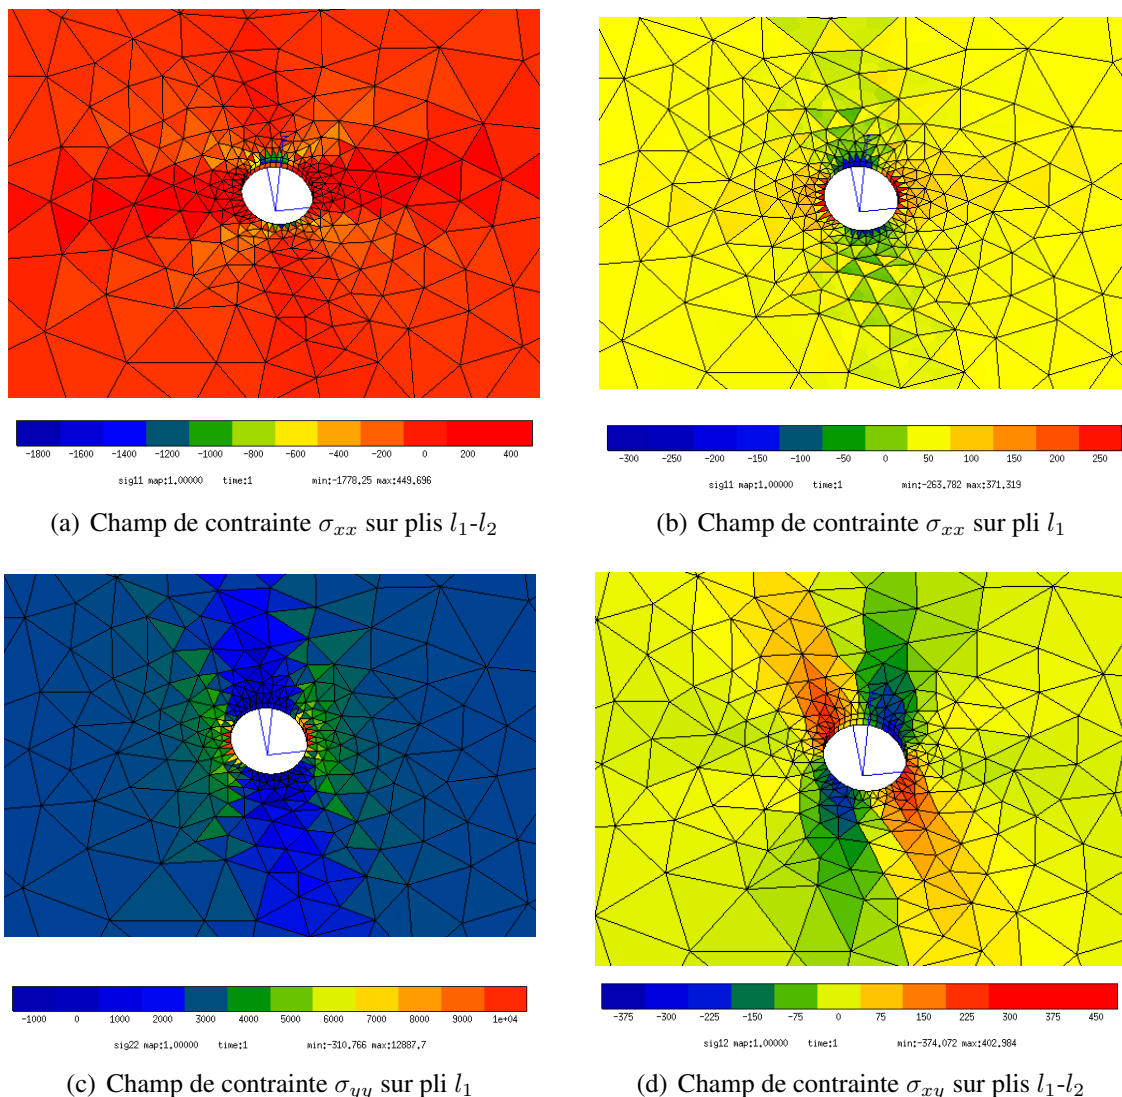 -1800 -1600 -1400 -1200 -1000 -800 -600 -400 -200 0 200 400
sig11 map:1.00000 time:1 min:-1778.25 max:449.696
(a) Champ de contrainte σxx sur plis l1-l2
-300 -250 -200 -150 -100 -50 0 50 100 150 200 250
sig11 map:1.00000 time:1 min:-263.782 max:371.319
(b) Champ de contrainte σxx sur pli l1
-1000 0 1000 2000 3000 4000 5000 6000 7000 8000 9000 1e+04
sig22 map:1.00000 time:1 min:-310.766 max:12887.7
(c) Champ de contrainte σyy sur pli l1
-375 -300 -225 -150 -75 0 75 150 225 300 375 450
sig12 map:1.00000 time:1 min:-374.072 max:402.984
(d) Champ de contrainte σxy sur plis l1-l2